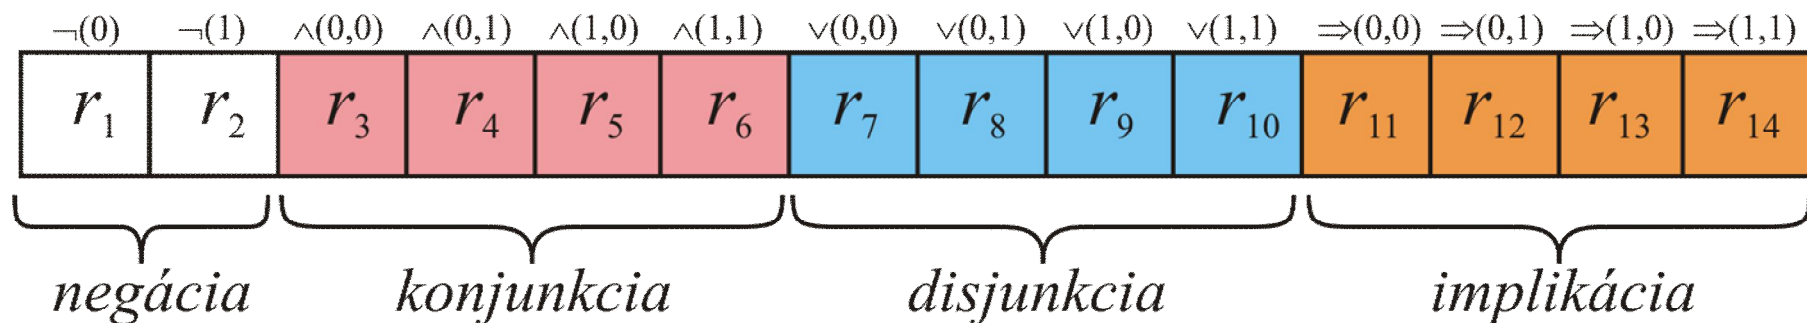 ¬(0) ¬(1) ∧(0,0) ∧(0,1) ∧(1,0) ∧(1,1) ∨(0,0) ∨(0,1) ∨(1,0) ∨(1,1) ⇒(0,0) ⇒(0,1) ⇒(1,0) ⇒(1,1)
r₁ r₂ r₃ r₄ r₅ r₆ r₇ r₈ r₉ r₁₀ r₁₁ r₁₂ r₁₃ r₁₄
negácia konjunkcia disjunkcia implikácia